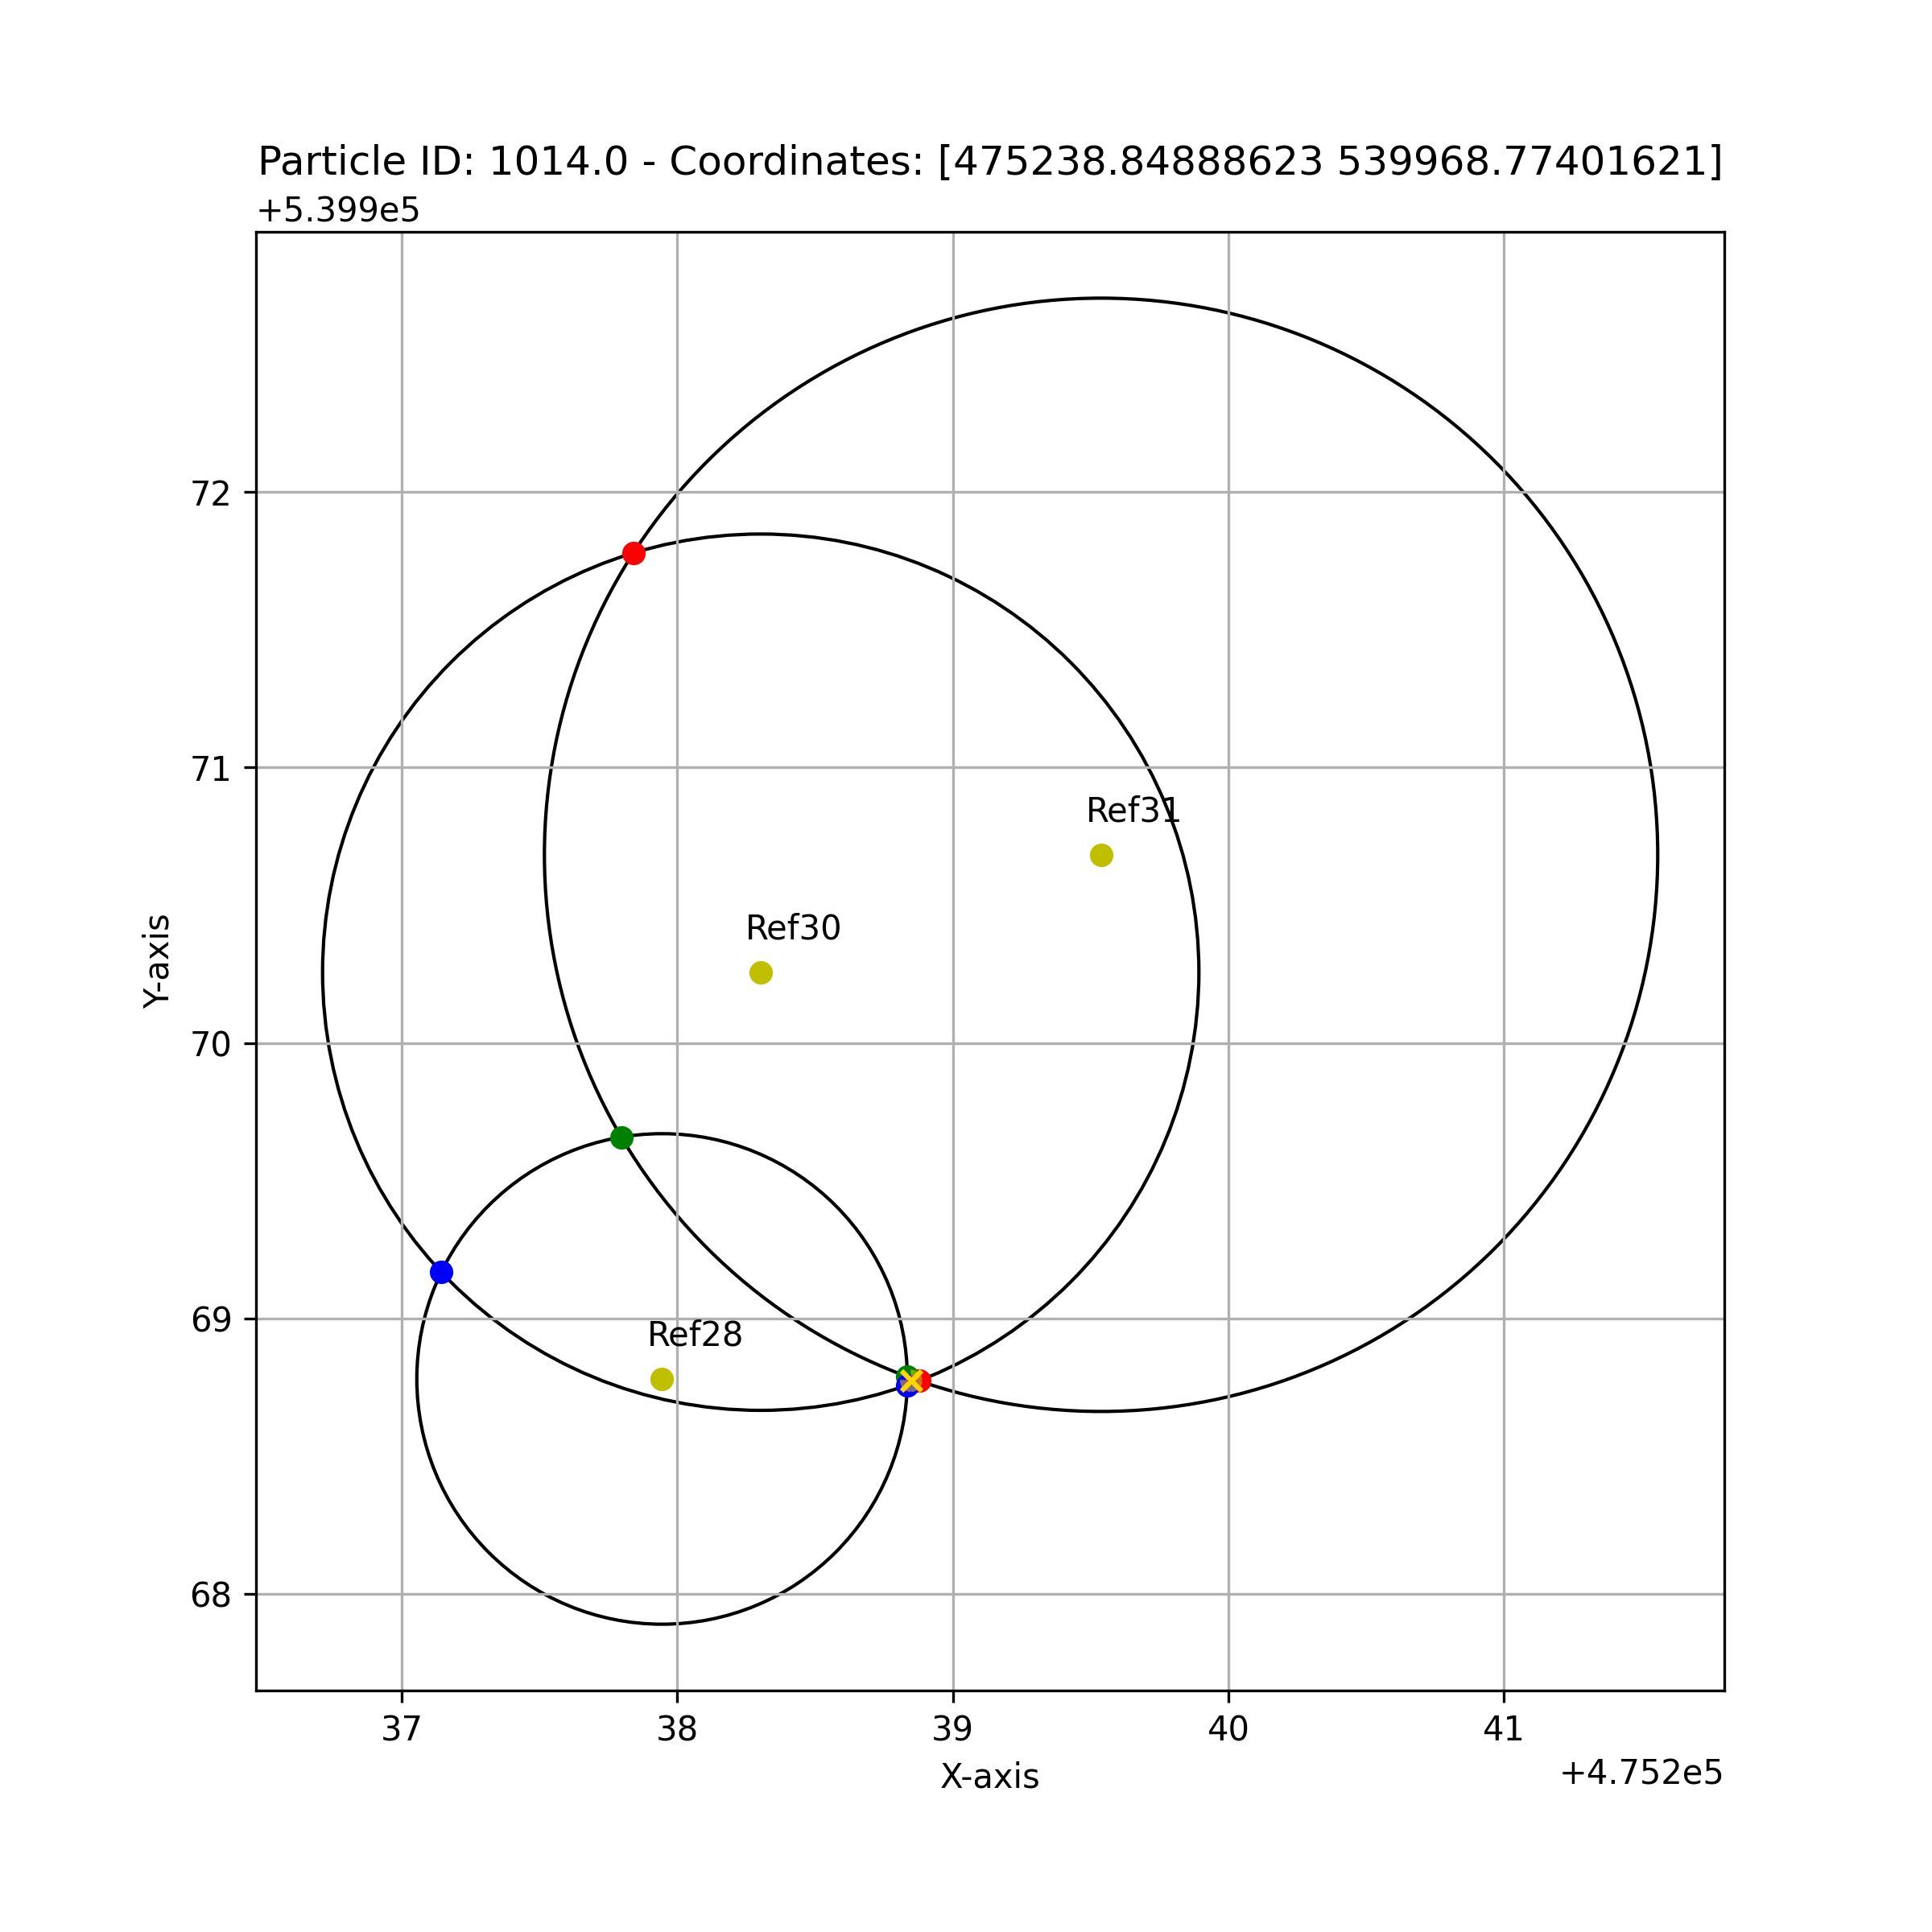 Particle ID: 1014.0 - Coordinates: [475238.84888623 539968.77401621]
+5.399e5
72
71
Ref31
Ref30
Y-axis
70
69
Ref28
68
37 38 39 40 41
X-axis
+4.752e5